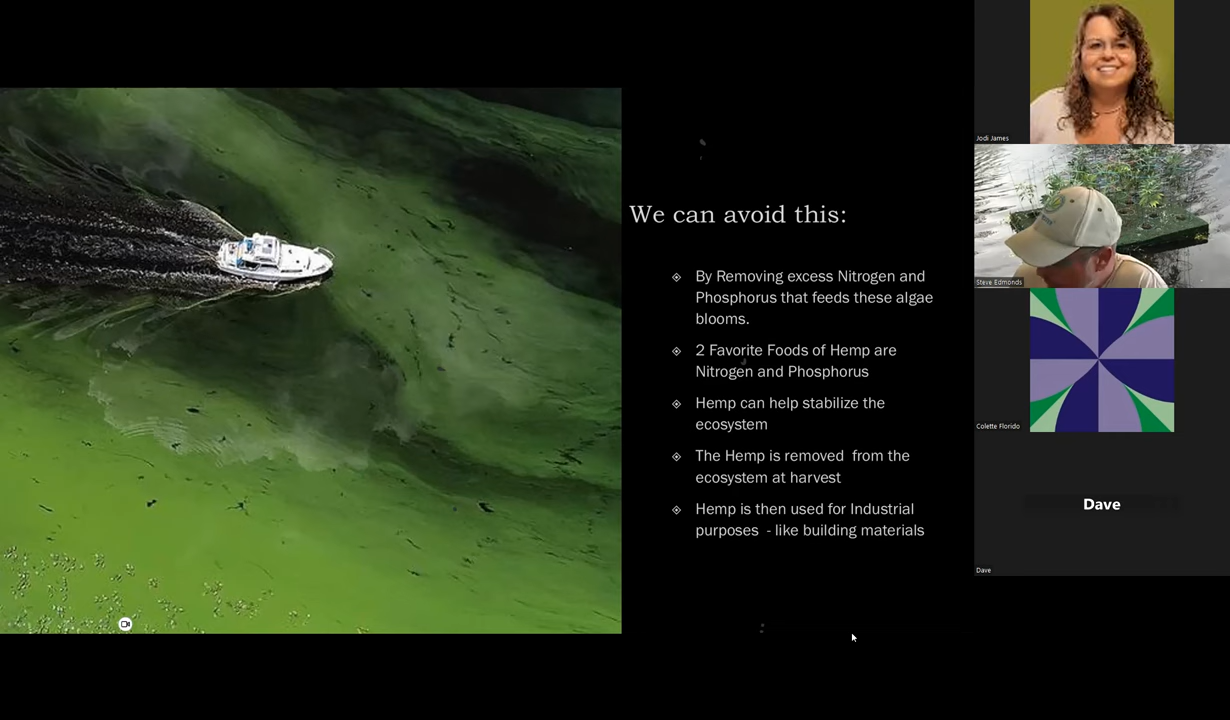 We can avoid this:
By Removing excess Nitrogen and
Phosphorus that feeds these algae
blooms.
2 Favorite Foods of Hemp are
Nitrogen and Phosphorus
Hemp can help stabilize the
ecosystem
The Hemp is removed from the
ecosystem at harvest
Hemp is then used for Industrial
purposes - like building materials
Jodi James
Steve Edmonds
Colette Florido
Dave
Dave